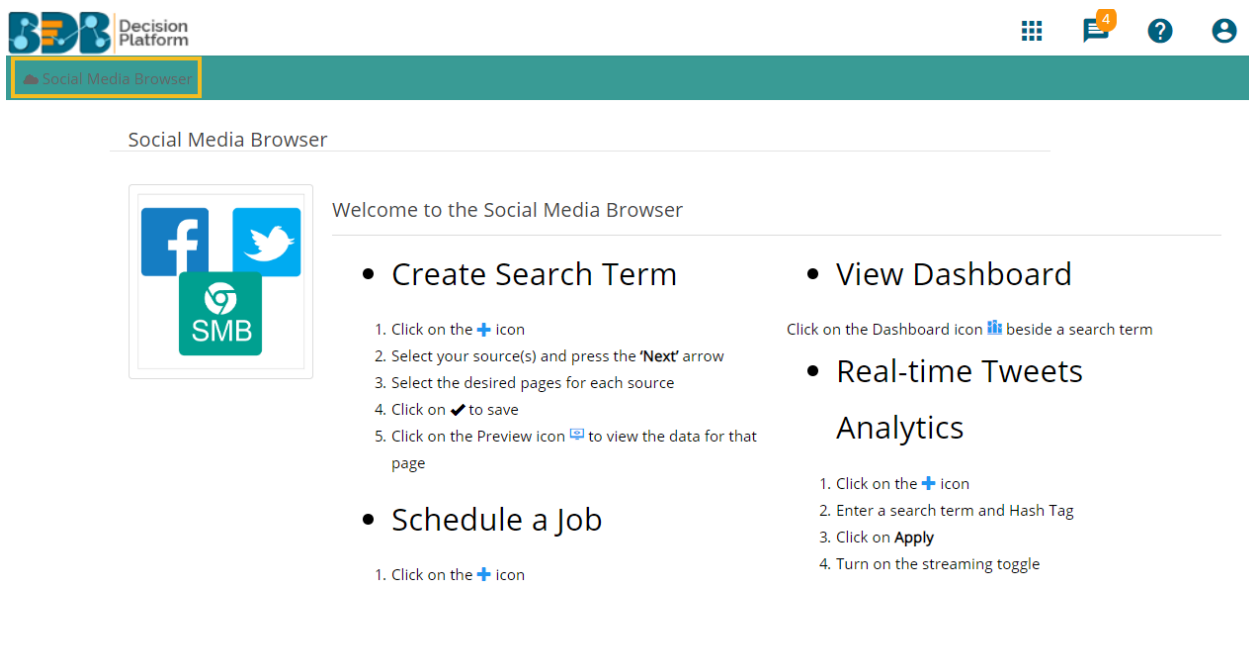 BDB Decision
Platform
4
?
Social Media Browser
Social Media Browser
f
SMB
Welcome to the Social Media Browser
• Create Search Term
1. Click on the + icon
2. Select your source(s) and press the 'Next' arrow
3. Select the desired pages for each source
4. Click on ✔ to save
5. Click on the Preview icon to view the data for that
page
• Schedule a Job
1. Click on the + icon
• View Dashboard
Click on the Dashboard icon beside a search term
• Real-time Tweets
Analytics
1. Click on the + icon
2. Enter a search term and Hash Tag
3. Click on Apply
4. Turn on the streaming toggle